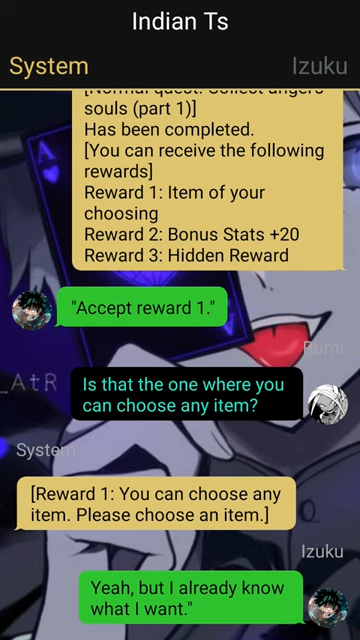 Indian Ts
System
Izuku
souls (part 1)]
Has been completed.
[You can receive the following
rewards]
Reward 1: Item of your
choosing
Reward 2: Bonus Stats +20
Reward 3: Hidden Reward
"Accept reward 1."
Rumi
_AtR
Is that the one where you
can choose any item?
System
[Reward 1: You can choose any
item. Please choose an item.]
Izuku
Yeah, but I already know
what I want."